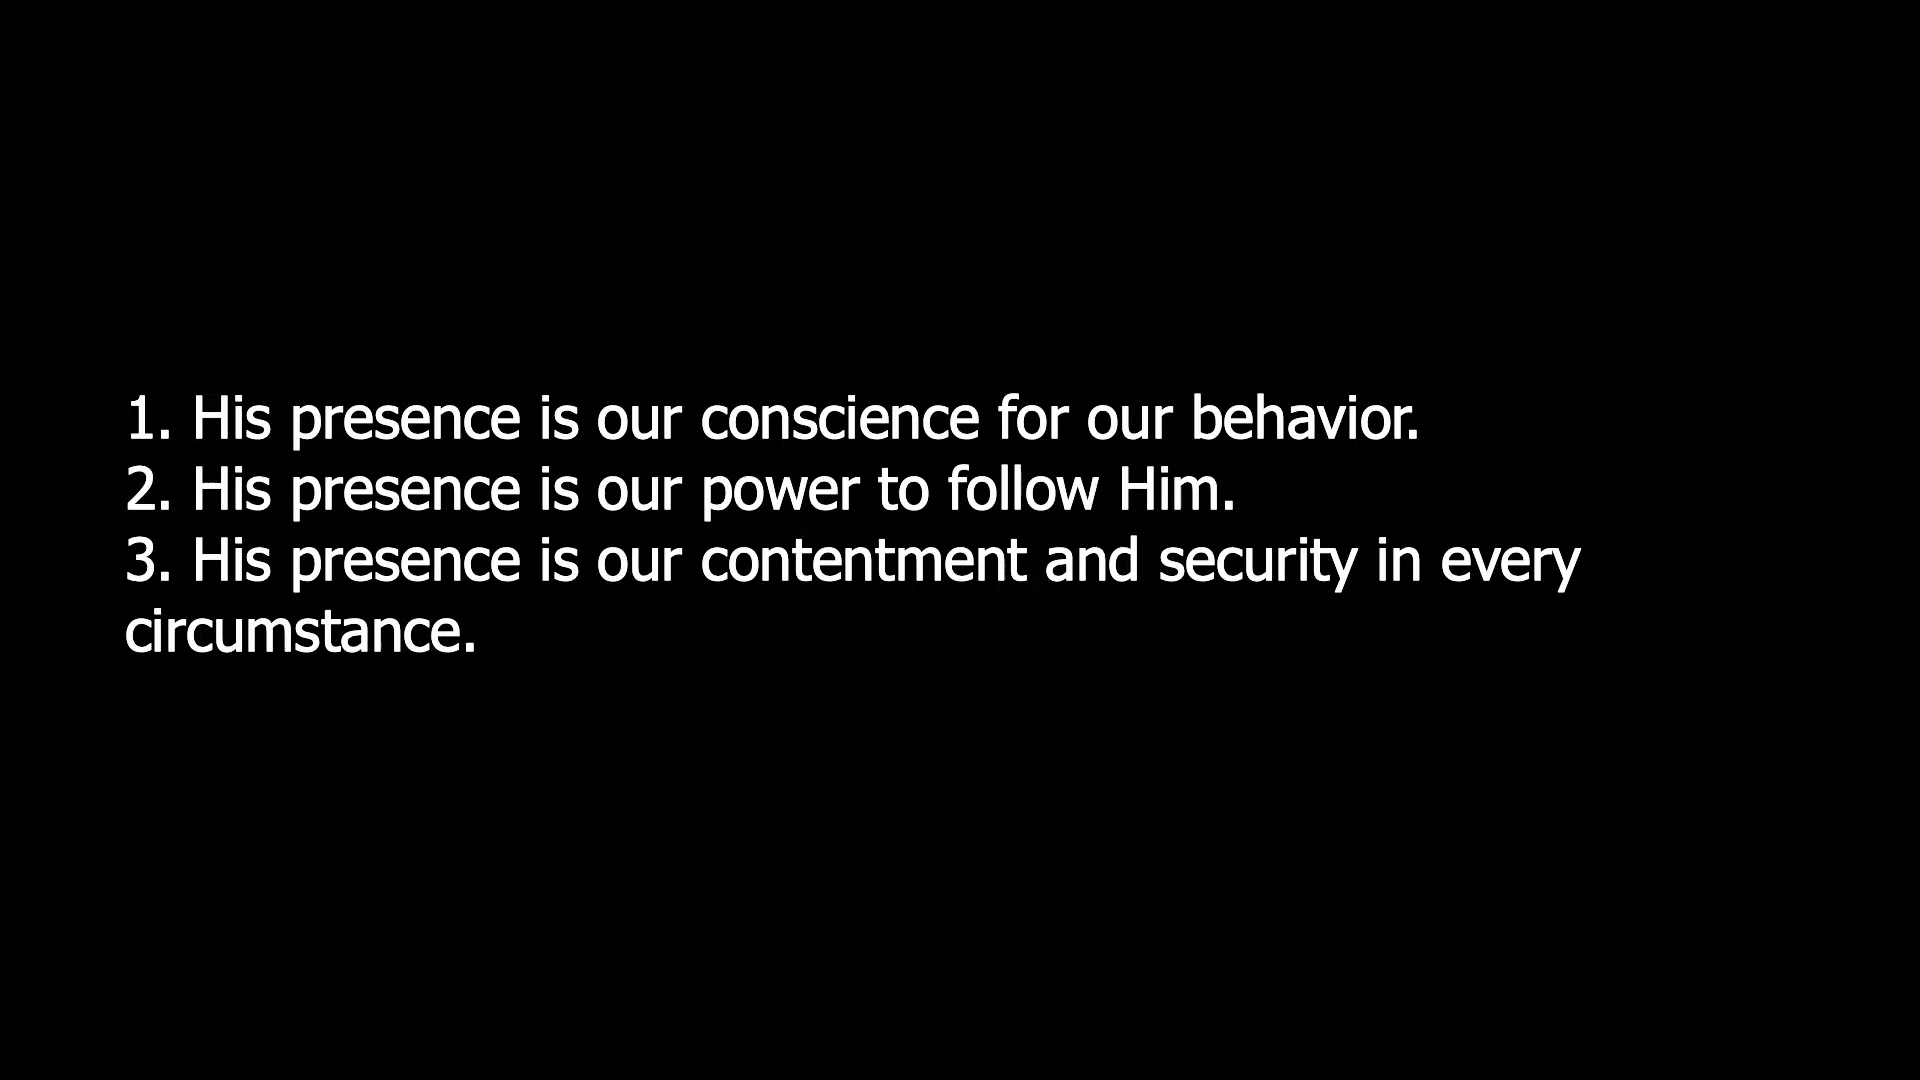 1. His presence is our conscience for our behavior.
2. His presence is our power to follow Him.
3. His presence is our contentment and security in every
circumstance.